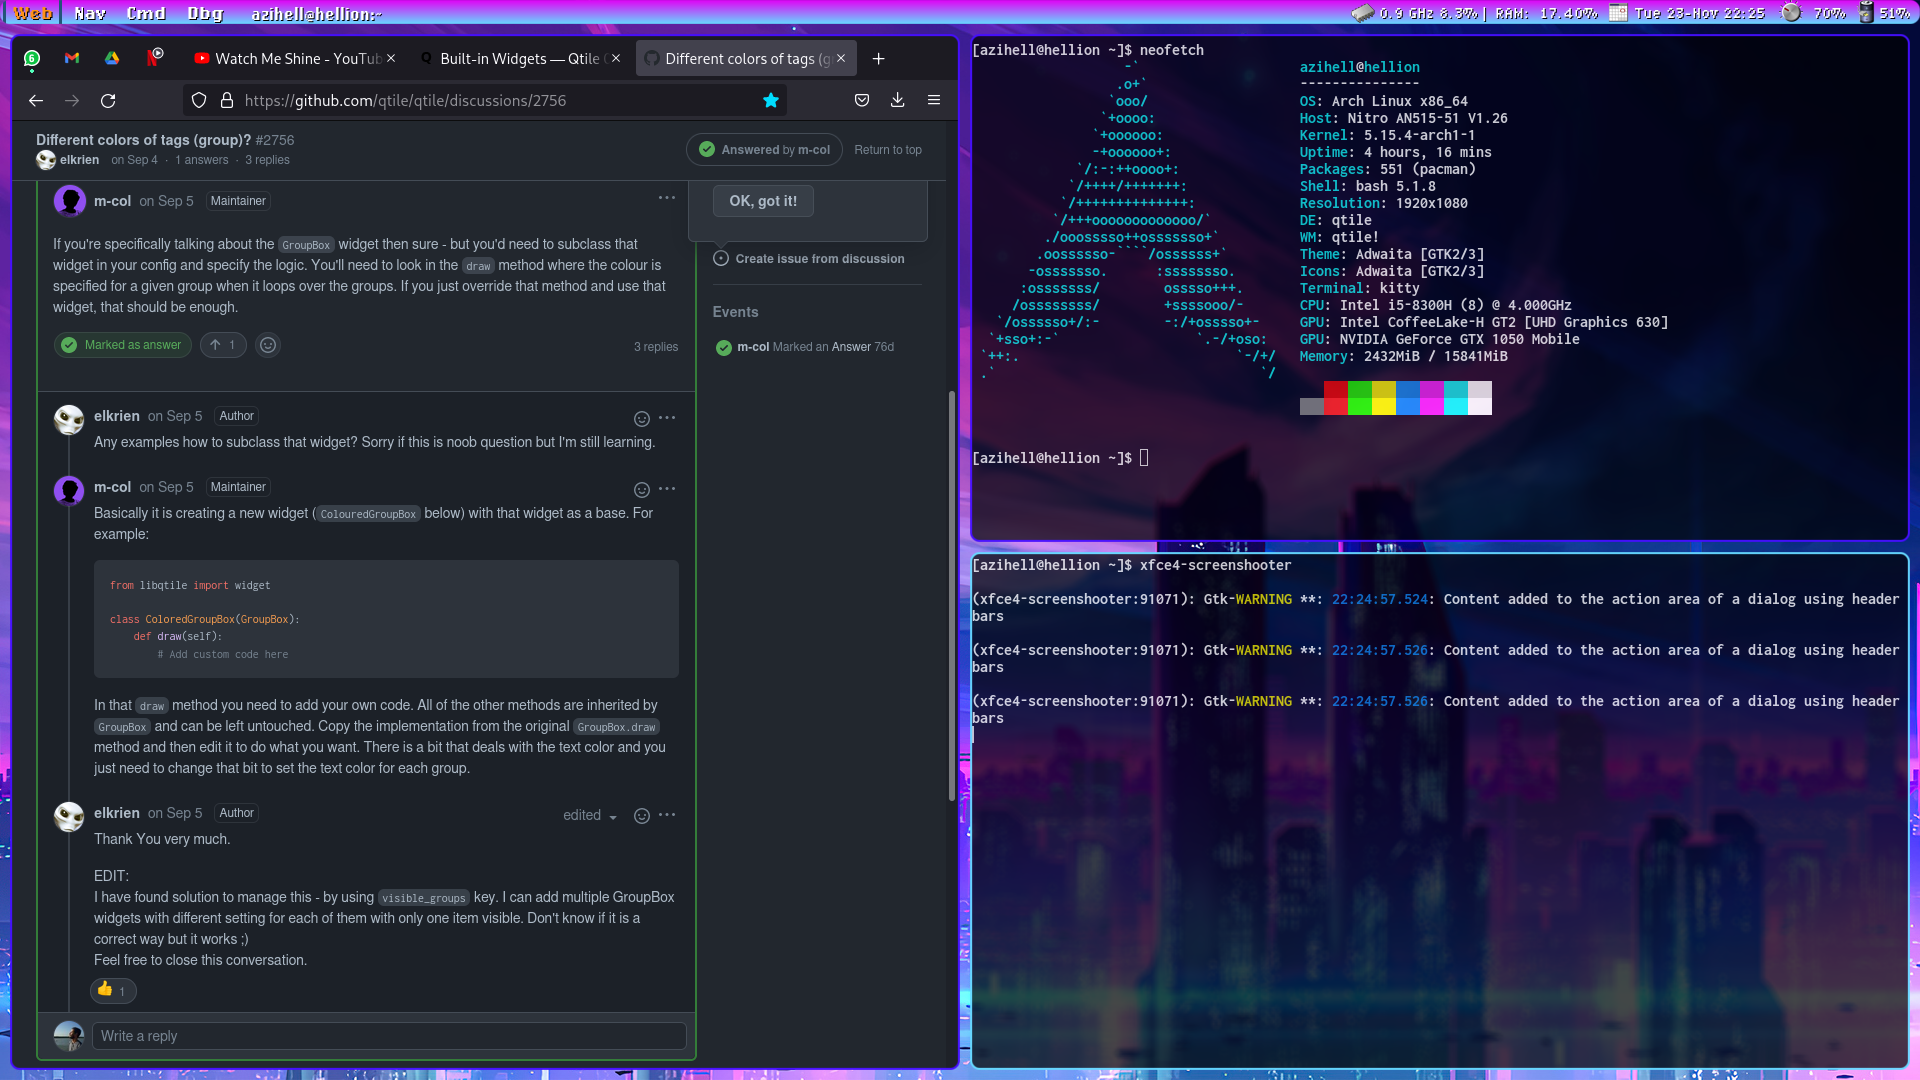 Web Nav Cmd Dbg azihell@hellion:~
0.9 GHz 8.3% | RAM: 17.40% Tue 23-Nov 22:25 70% 51%
6 Watch Me Shine - YouTub Built-in Widgets — Qtile Different colors of tags (g
https://github.com/qtile/qtile/discussions/2756
Different colors of tags (group)? #2756
elkrien on Sep 4 · 1 answers · 3 replies
Answered by m-col Return to top
m-col on Sep 5 Maintainer
If you're specifically talking about the GroupBox widget then sure - but you'd need to subclass that
widget in your config and specify the logic. You'll need to look in the draw method where the colour is
specified for a given group when it loops over the groups. If you just override that method and use that
widget, that should be enough.
Marked as answer 1
3 replies
OK, got it!
Create issue from discussion
Events
m-col Marked an Answer 76d
elkrien on Sep 5 Author
Any examples how to subclass that widget? Sorry if this is noob question but I'm still learning.
m-col on Sep 5 Maintainer
Basically it is creating a new widget ( ColouredGroupBox below) with that widget as a base. For
example:
from libqtile import widget
class ColoredGroupBox(GroupBox):
def draw(self):
# Add custom code here
In that draw method you need to add your own code. All of the other methods are inherited by
GroupBox and can be left untouched. Copy the implementation from the original GroupBox.draw
method and then edit it to do what you want. There is a bit that deals with the text color and you
just need to change that bit to set the text color for each group.
elkrien on Sep 5 Author edited
Thank You very much.
EDIT:
I have found solution to manage this - by using visible_groups key. I can add multiple GroupBox
widgets with different setting for each of them with only one item visible. Don't know if it is a
correct way but it works ;)
Feel free to close this conversation.
👍 1
Write a reply
[azihell@hellion ~]$ neofetch
-`
.o+`
`ooo/
`+oooo:
`+oooooo:
-+oooooo+:
`/:-:++oooo+:
`/++++/+++++++:
`/++++++++++++++:
`/+++ooooooooooooo/`
./ooosssso++osssssso+`
.oossssso-````/ossssss+`
-osssssso. :ssssssso.
:osssssss/ osssso+++.
/ossssssss/ +ssssooo/-
`/ossssso+/:- -:/+osssso+-
`+sso+:-` `.-/+oso:
`++:. `-/+/
.` `/
azihell@hellion
---------------
OS: Arch Linux x86_64
Host: Nitro AN515-51 V1.26
Kernel: 5.15.4-arch1-1
Uptime: 4 hours, 16 mins
Packages: 551 (pacman)
Shell: bash 5.1.8
Resolution: 1920x1080
DE: qtile
WM: qtile!
Theme: Adwaita [GTK2/3]
Icons: Adwaita [GTK2/3]
Terminal: kitty
CPU: Intel i5-8300H (8) @ 4.000GHz
GPU: Intel CoffeeLake-H GT2 [UHD Graphics 630]
GPU: NVIDIA GeForce GTX 1050 Mobile
Memory: 2432MiB / 15841MiB
[azihell@hellion ~]$
[azihell@hellion ~]$ xfce4-screenshooter
(xfce4-screenshooter:91071): Gtk-WARNING **: 22:24:57.524: Content added to the action area of a dialog using header
bars
(xfce4-screenshooter:91071): Gtk-WARNING **: 22:24:57.526: Content added to the action area of a dialog using header
bars
(xfce4-screenshooter:91071): Gtk-WARNING **: 22:24:57.526: Content added to the action area of a dialog using header
bars